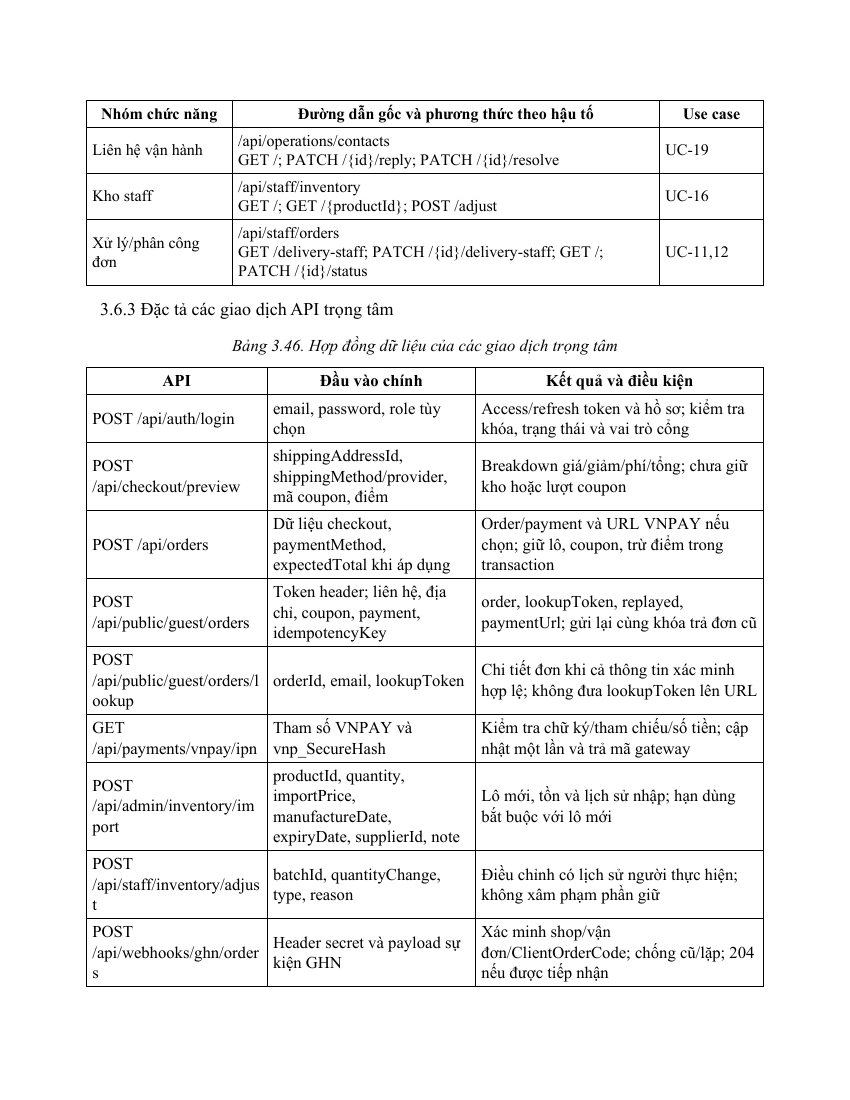 Nhóm chức năng
Đường dẫn gốc và phương thức theo hậu tố
Use case
Liên hệ vận hành
/api/operations/contacts
GET /; PATCH /{id}/reply; PATCH /{id}/resolve
UC-19
Kho staff
/api/staff/inventory
GET /; GET /{productId}; POST /adjust
UC-16
Xử lý/phân công
đơn
/api/staff/orders
GET /delivery-staff; PATCH /{id}/delivery-staff; GET /;
PATCH /{id}/status
UC-11,12
3.6.3 Đặc tả các giao dịch API trọng tâm
Bảng 3.46. Hợp đồng dữ liệu của các giao dịch trọng tâm
API
Đầu vào chính
Kết quả và điều kiện
POST /api/auth/login
email, password, role tùy
chọn
Access/refresh token và hồ sơ; kiểm tra
khóa, trạng thái và vai trò cổng
POST
/api/checkout/preview
shippingAddressId,
shippingMethod/provider,
mã coupon, điểm
Breakdown giá/giảm/phí/tổng; chưa giữ
kho hoặc lượt coupon
POST /api/orders
Dữ liệu checkout,
paymentMethod,
expectedTotal khi áp dụng
Order/payment và URL VNPAY nếu
chọn; giữ lô, coupon, trừ điểm trong
transaction
POST
/api/public/guest/orders
Token header; liên hệ, địa
chỉ, coupon, payment,
idempotencyKey
order, lookupToken, replayed,
paymentUrl; gửi lại cùng khóa trả đơn cũ
POST
/api/public/guest/orders/l
ookup
orderId, email, lookupToken
Chi tiết đơn khi cả thông tin xác minh
hợp lệ; không đưa lookupToken lên URL
GET
/api/payments/vnpay/ipn
Tham số VNPAY và
vnp_SecureHash
Kiểm tra chữ ký/tham chiếu/số tiền; cập
nhật một lần và trả mã gateway
POST
/api/admin/inventory/im
port
productId, quantity,
importPrice,
manufactureDate,
expiryDate, supplierId, note
Lô mới, tồn và lịch sử nhập; hạn dùng
bắt buộc với lô mới
POST
/api/staff/inventory/adjus
t
batchId, quantityChange,
type, reason
Điều chỉnh có lịch sử người thực hiện;
không xâm phạm phần giữ
POST
/api/webhooks/ghn/order
s
Header secret và payload sự
kiện GHN
Xác minh shop/vận
đơn/ClientOrderCode; chống cũ/lặp; 204
nếu được tiếp nhận